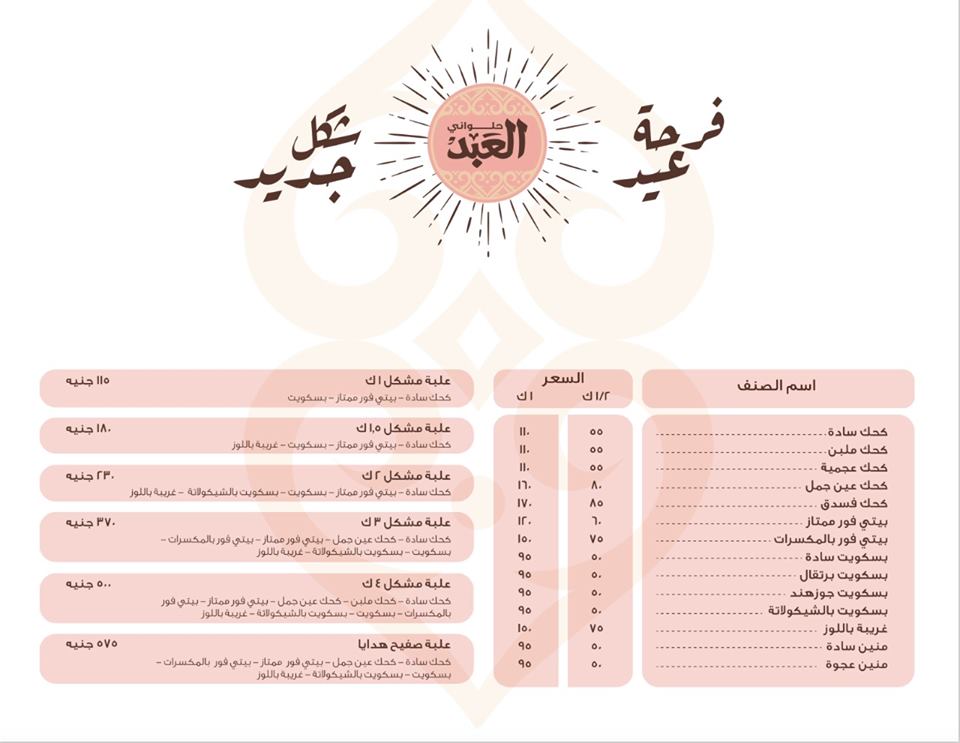 فرحة
عيد
حلواني
العبد
شكل
جديد
اسم الصنف
السعر
١/٢ ك ١ ك
كحك سادة ٥٥ ١١٠
كحك ملبن ٥٥ ١١٠
كحك عجمية ٥٥ ١١٠
كحك عين جمل ٨٠ ١٦٠
كحك فسدق ٨٥ ١٧٠
بيتي فور ممتاز ٦٠ ١٢٠
بيتي فور بالمكسرات ٧٥ ١٥٠
بسكويت سادة ٥٠ ٩٥
بسكويت برتقال ٥٠ ٩٥
بسكويت جوزهند ٥٠ ٩٥
بسكويت بالشيكولاتة ٥٠ ٩٥
غريبة باللوز ٧٥ ١٥٠
منين سادة ٥٠ ٩٥
منين عجوة ٥٠ ٩٥
علبة مشكل ١ ك ١١٥ جنيه
كحك سادة - بيتي فور ممتاز - بسكويت
علبة مشكل ١,٥ ك ١٨٠ جنيه
كحك سادة - بيتي فور ممتاز - بسكويت - غريبة باللوز
علبة مشكل ٢ ك ٢٣٠ جنيه
كحك سادة - بيتي فور ممتاز - بسكويت - بسكويت بالشيكولاتة - غريبة باللوز
علبة مشكل ٣ ك ٣٧٠ جنيه
كحك سادة - كحك عين جمل - بيتي فور ممتاز - بيتي فور بالمكرسات -
بسكويت - بسكويت بالشيكولاتة - غريبة باللوز
علبة مشكل ٤ ك ٥٠٠ جنيه
كحك سادة - كحك ملبن - كحك عين جمل - بيتي فور ممتاز - بيتي فور
بالمكسرات - بسكويت - بسكويت بالشيكولاتة - غريبة باللوز
علبة صفيح هدايا ٥٧٥ جنيه
كحك سادة - كحك عين جمل - بيتي فور ممتاز - بيتي فور بالمكسرات -
بسكويت - بسكويت بالشيكولاتة - غريبة باللوز